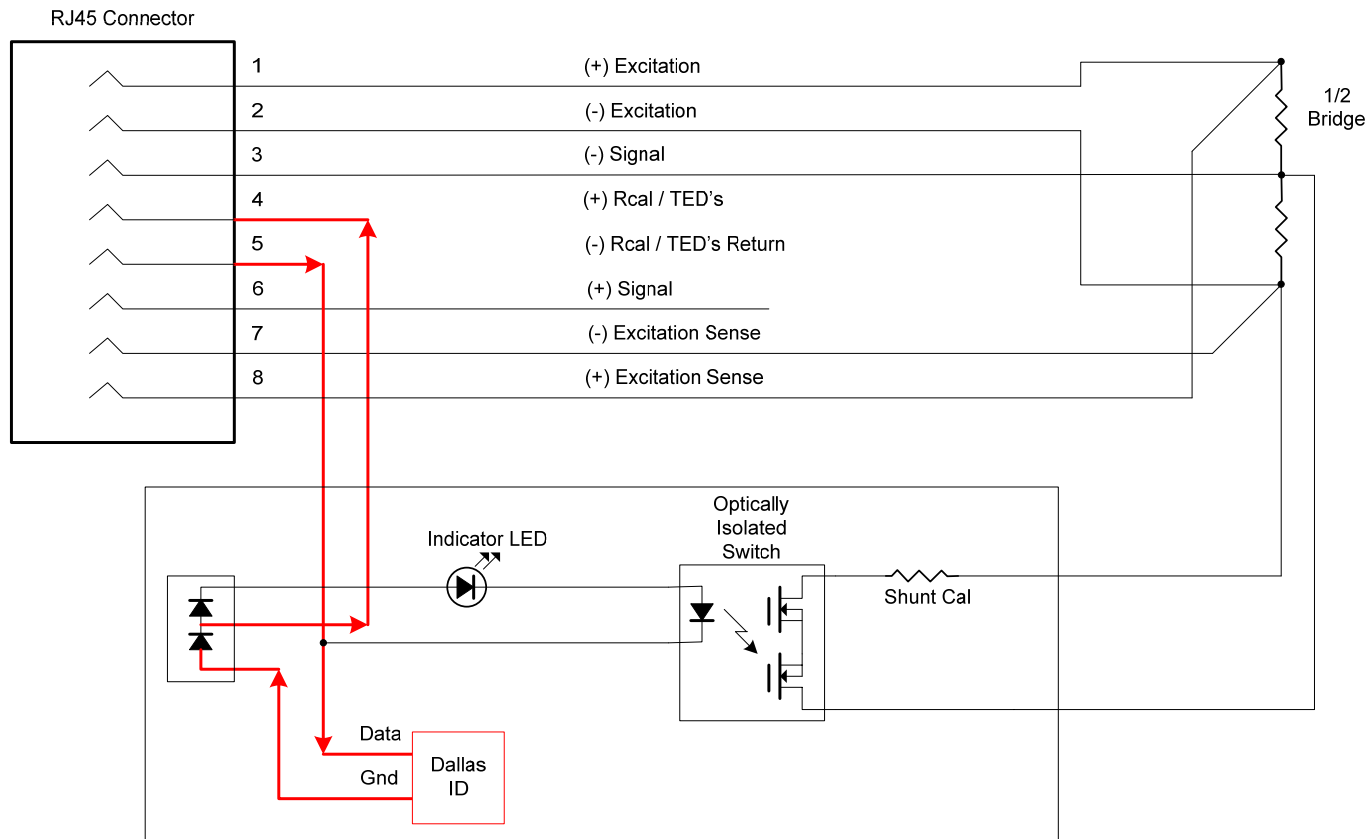 RJ45 Connector
1
(+) Excitation
2
(-) Excitation
3
(-) Signal
4
(+) Rcal / TED's
5
(-) Rcal / TED's Return
6
(+) Signal
7
(-) Excitation Sense
8
(+) Excitation Sense
1/2
Bridge
Optically
Isolated
Switch
Indicator LED
Shunt Cal
Data
Gnd
Dallas
ID